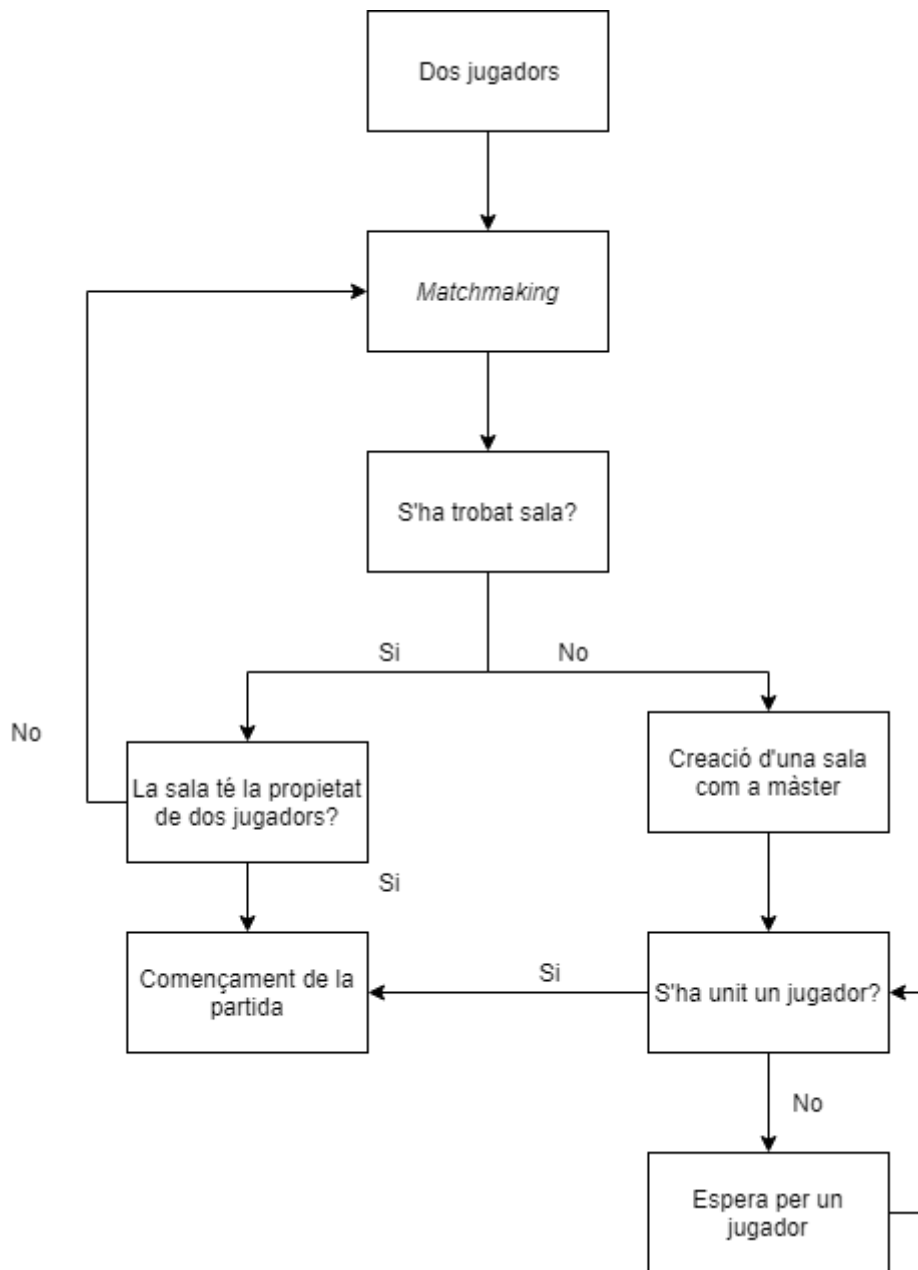 Dos jugadors
Matchmaking
S'ha trobat sala?
Si
No
No
La sala té la propietat
de dos jugadors?
Creació d'una sala
com a màster
Si
Començament de la
partida
Si
S'ha unit un jugador?
No
Espera per un
jugador